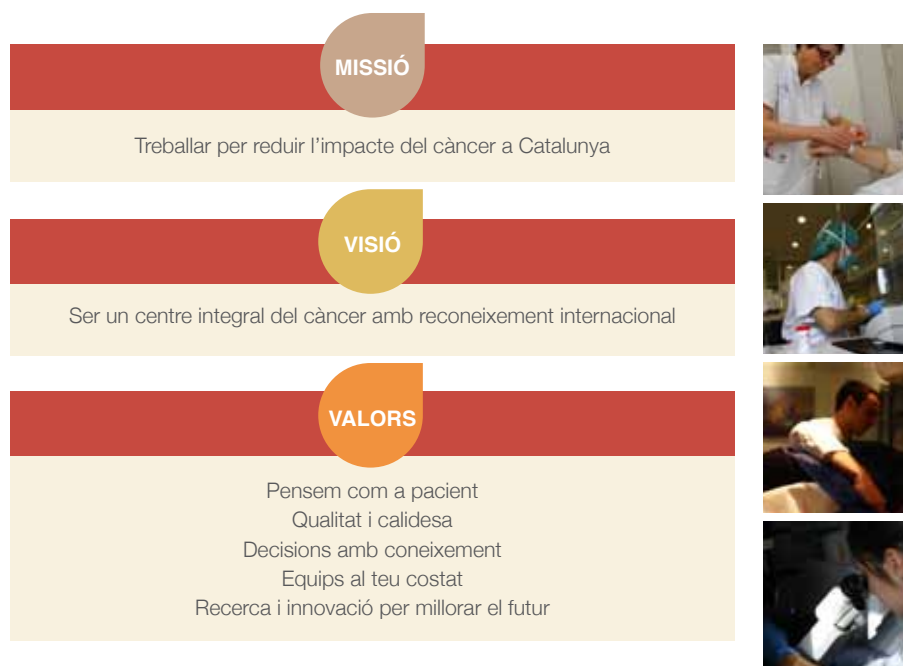 MISSIÓ
Treballar per reduir l’impacte del càncer a Catalunya
VISIÓ
Ser un centre integral del càncer amb reconeixement internacional
VALORS
Pensem com a pacient
Qualitat i calidesa
Decisions amb coneixement
Equips al teu costat
Recerca i innovació per millorar el futur